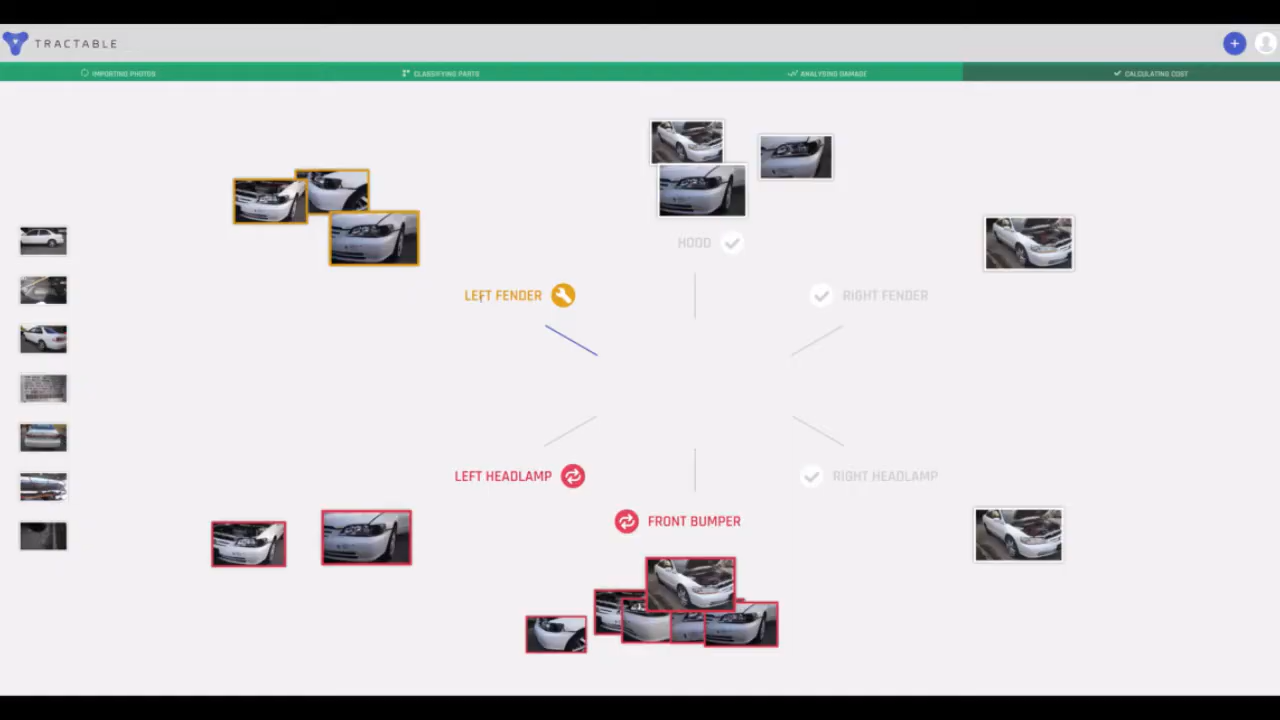 TRACTABLE
IMPORTING PHOTOS
CLASSIFYING PARTS
ANALYSING DAMAGE
CALCULATING COST
HOOD
LEFT FENDER
RIGHT FENDER
LEFT HEADLAMP
RIGHT HEADLAMP
FRONT BUMPER